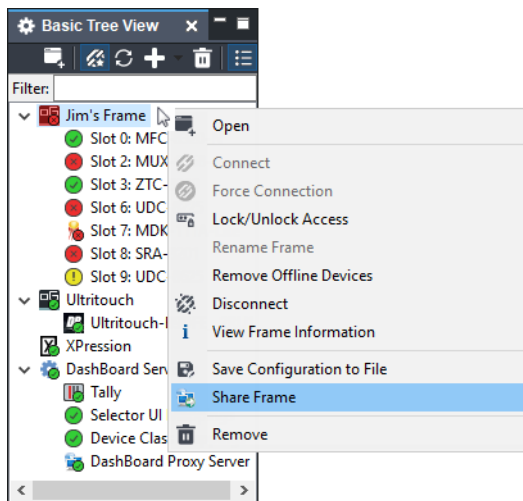 Basic Tree View
Filter:
Jim's Frame
Slot 0: MFC
Slot 2: MUX
Slot 3: ZTC-
Slot 6: UDC
Slot 7: MDK
Slot 8: SRA-
Slot 9: UDC
Ultritouch
Ultritouch-
XPression
DashBoard Serv
Tally
Selector UI
Device Clas
DashBoard Proxy Server
Open
Connect
Force Connection
Lock/Unlock Access
Rename Frame
Remove Offline Devices
Disconnect
View Frame Information
Save Configuration to File
Share Frame
Remove